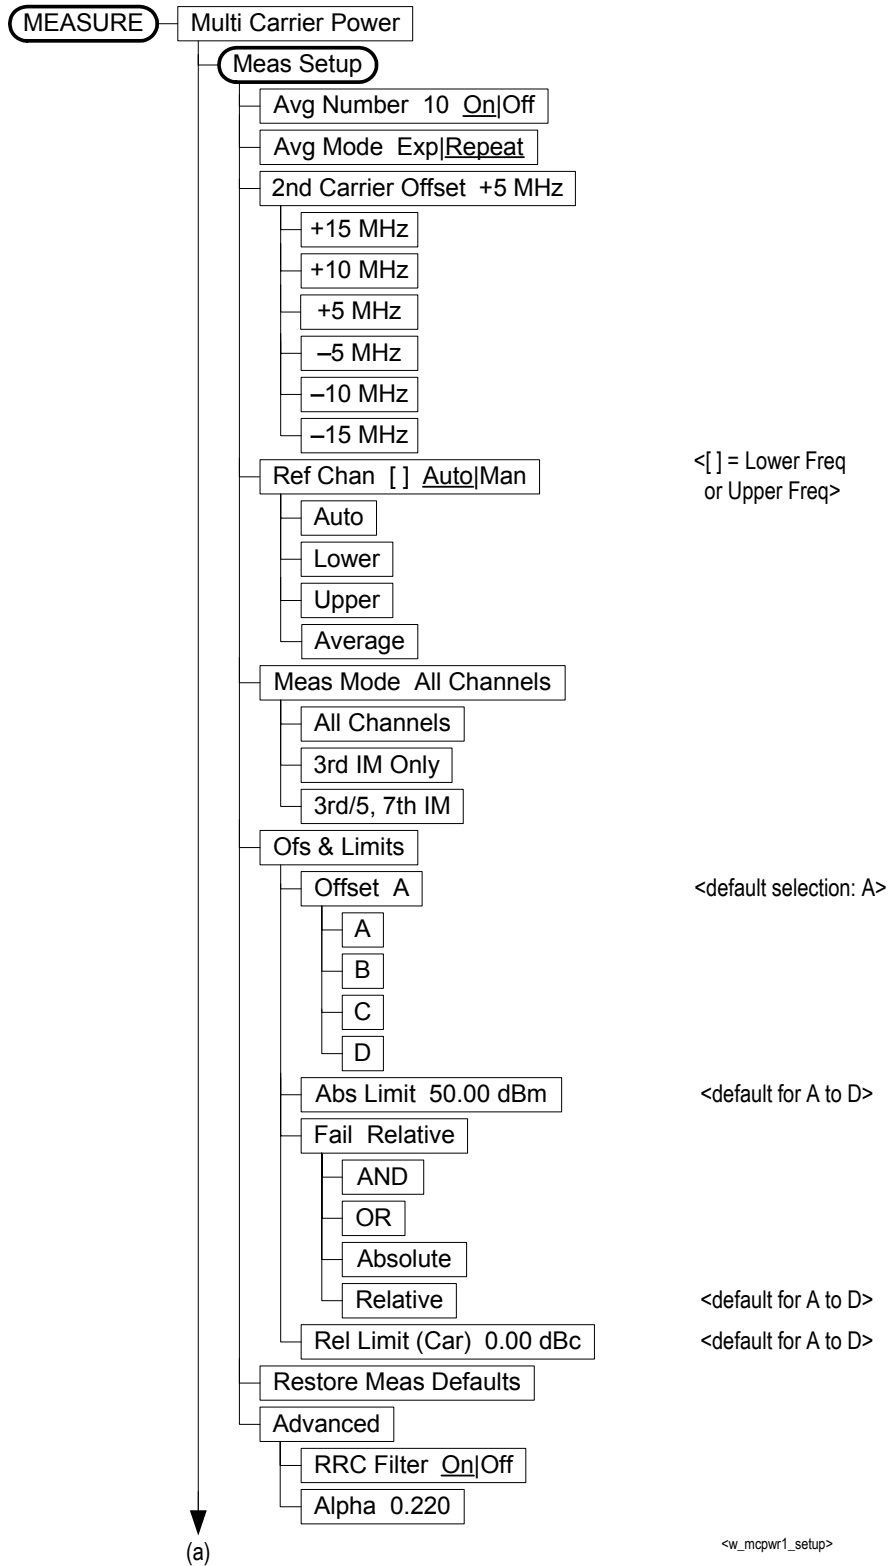 MEASURE
Multi Carrier Power
Meas Setup
Avg Number 10 On|Off
Avg Mode Exp|Repeat
2nd Carrier Offset +5 MHz
+15 MHz
+10 MHz
+5 MHz
–5 MHz
–10 MHz
–15 MHz
Ref Chan [ ] Auto|Man
<[ ] = Lower Freq
or Upper Freq>
Auto
Lower
Upper
Average
Meas Mode All Channels
All Channels
3rd IM Only
3rd/5, 7th IM
Ofs & Limits
Offset A
<default selection: A>
A
B
C
D
Abs Limit 50.00 dBm
<default for A to D>
Fail Relative
AND
OR
Absolute
Relative
<default for A to D>
Rel Limit (Car) 0.00 dBc
<default for A to D>
Restore Meas Defaults
Advanced
RRC Filter On|Off
Alpha 0.220
(a)
<w_mcpwr1_setup>